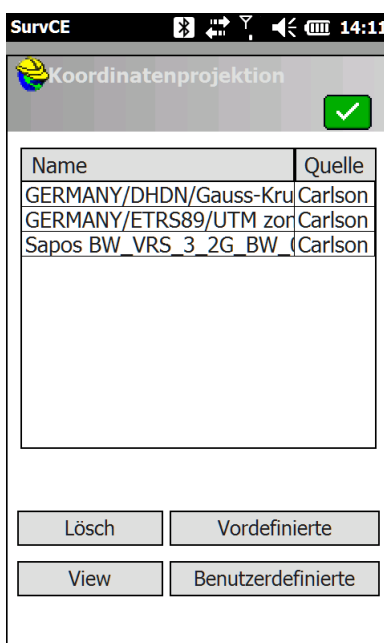 SurvCE 14:11
Koordinatenprojektion
Name Quelle
GERMANY/DHDN/Gauss-Kru Carlson
GERMANY/ETRS89/UTM zon Carlson
Sapos BW_VRS_3_2G_BW_( Carlson
Lösch Vordefinierte
View Benutzerdefinierte